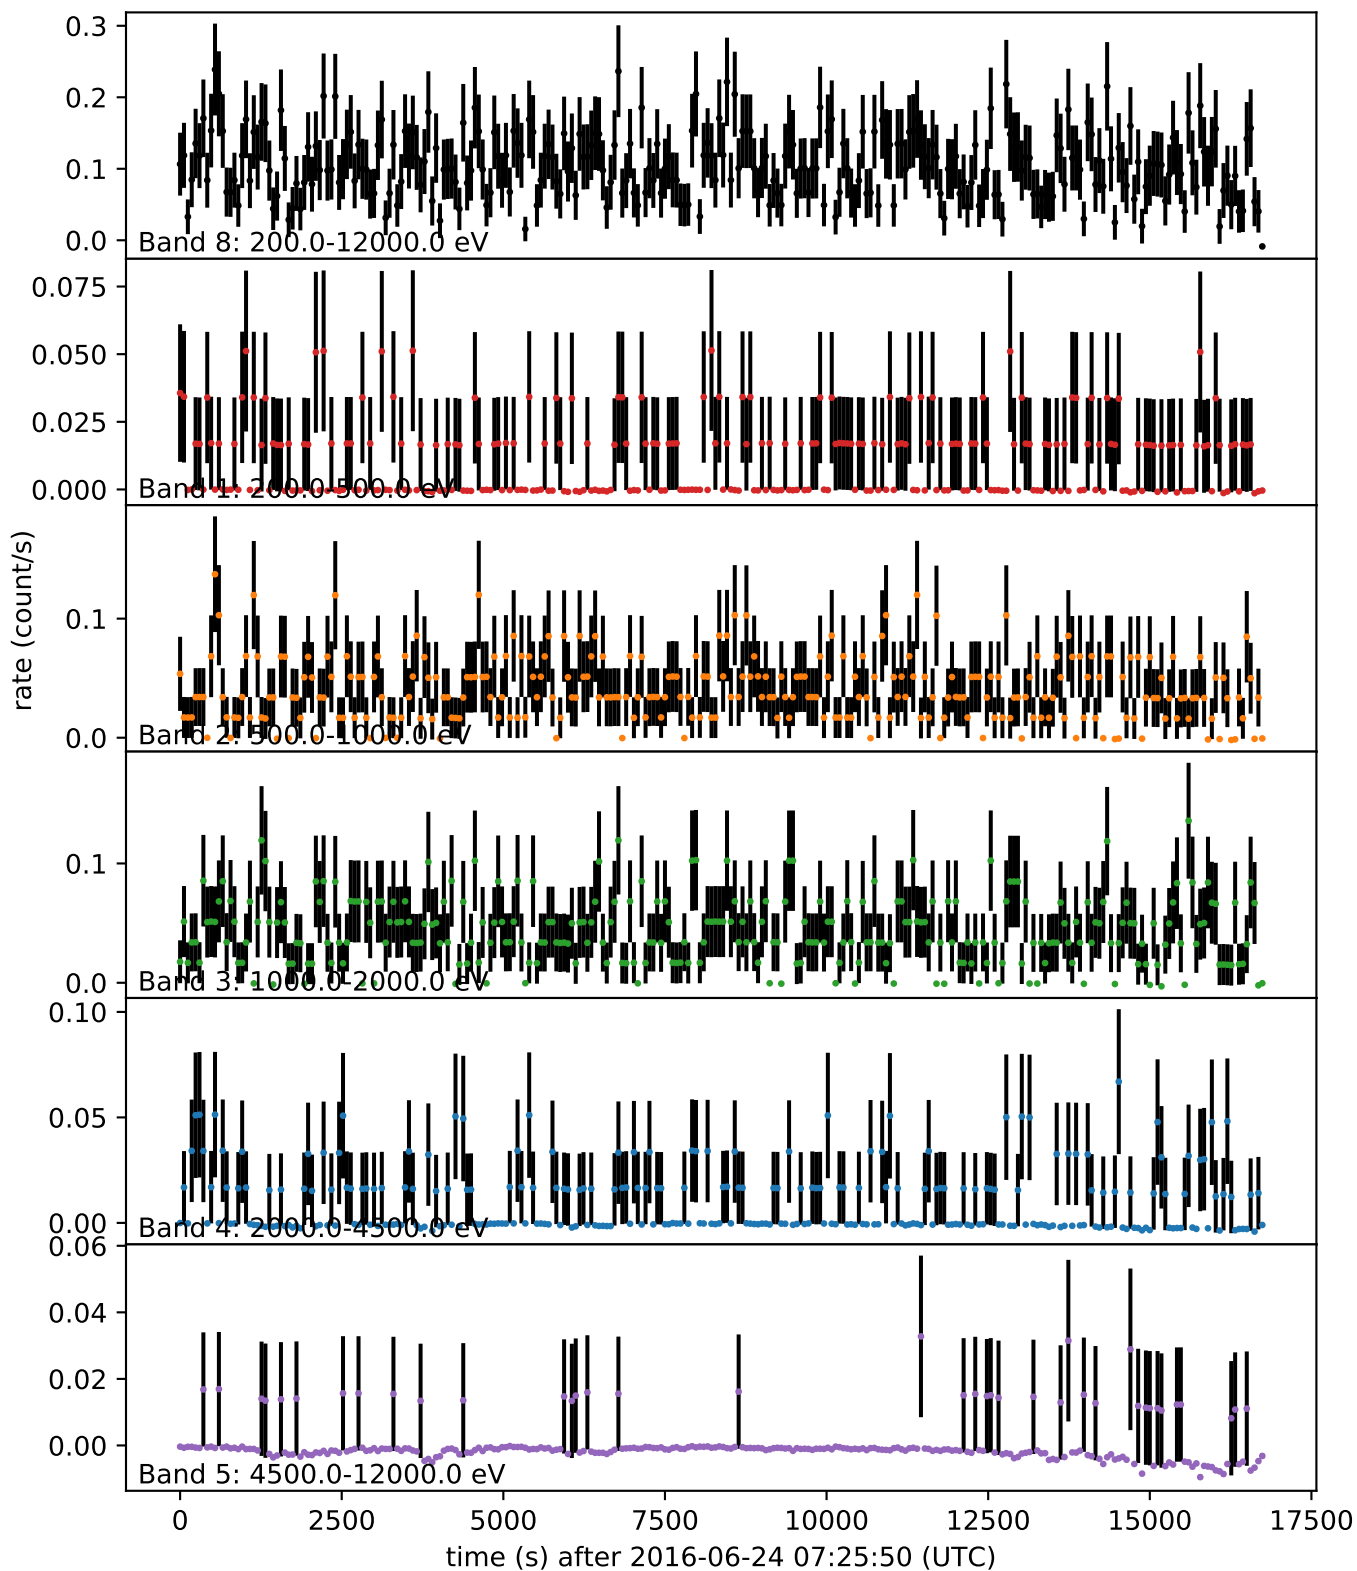 0.3
0.2
0.1
0.0
Band 8: 200.0-12000.0 eV
0.075
0.050
0.025
0.000
Band 1: 200.0-500.0 eV
0.1
0.0
Band 2: 500.0-1000.0 eV
rate (count/s)
0.1
0.0
Band 3: 1000.0-2000.0 eV
0.10
0.05
0.00
Band 4: 2000.0-4500.0 eV
0.06
0.04
0.02
0.00
Band 5: 4500.0-12000.0 eV
0 2500 5000 7500 10000 12500 15000 17500
time (s) after 2016-06-24 07:25:50 (UTC)